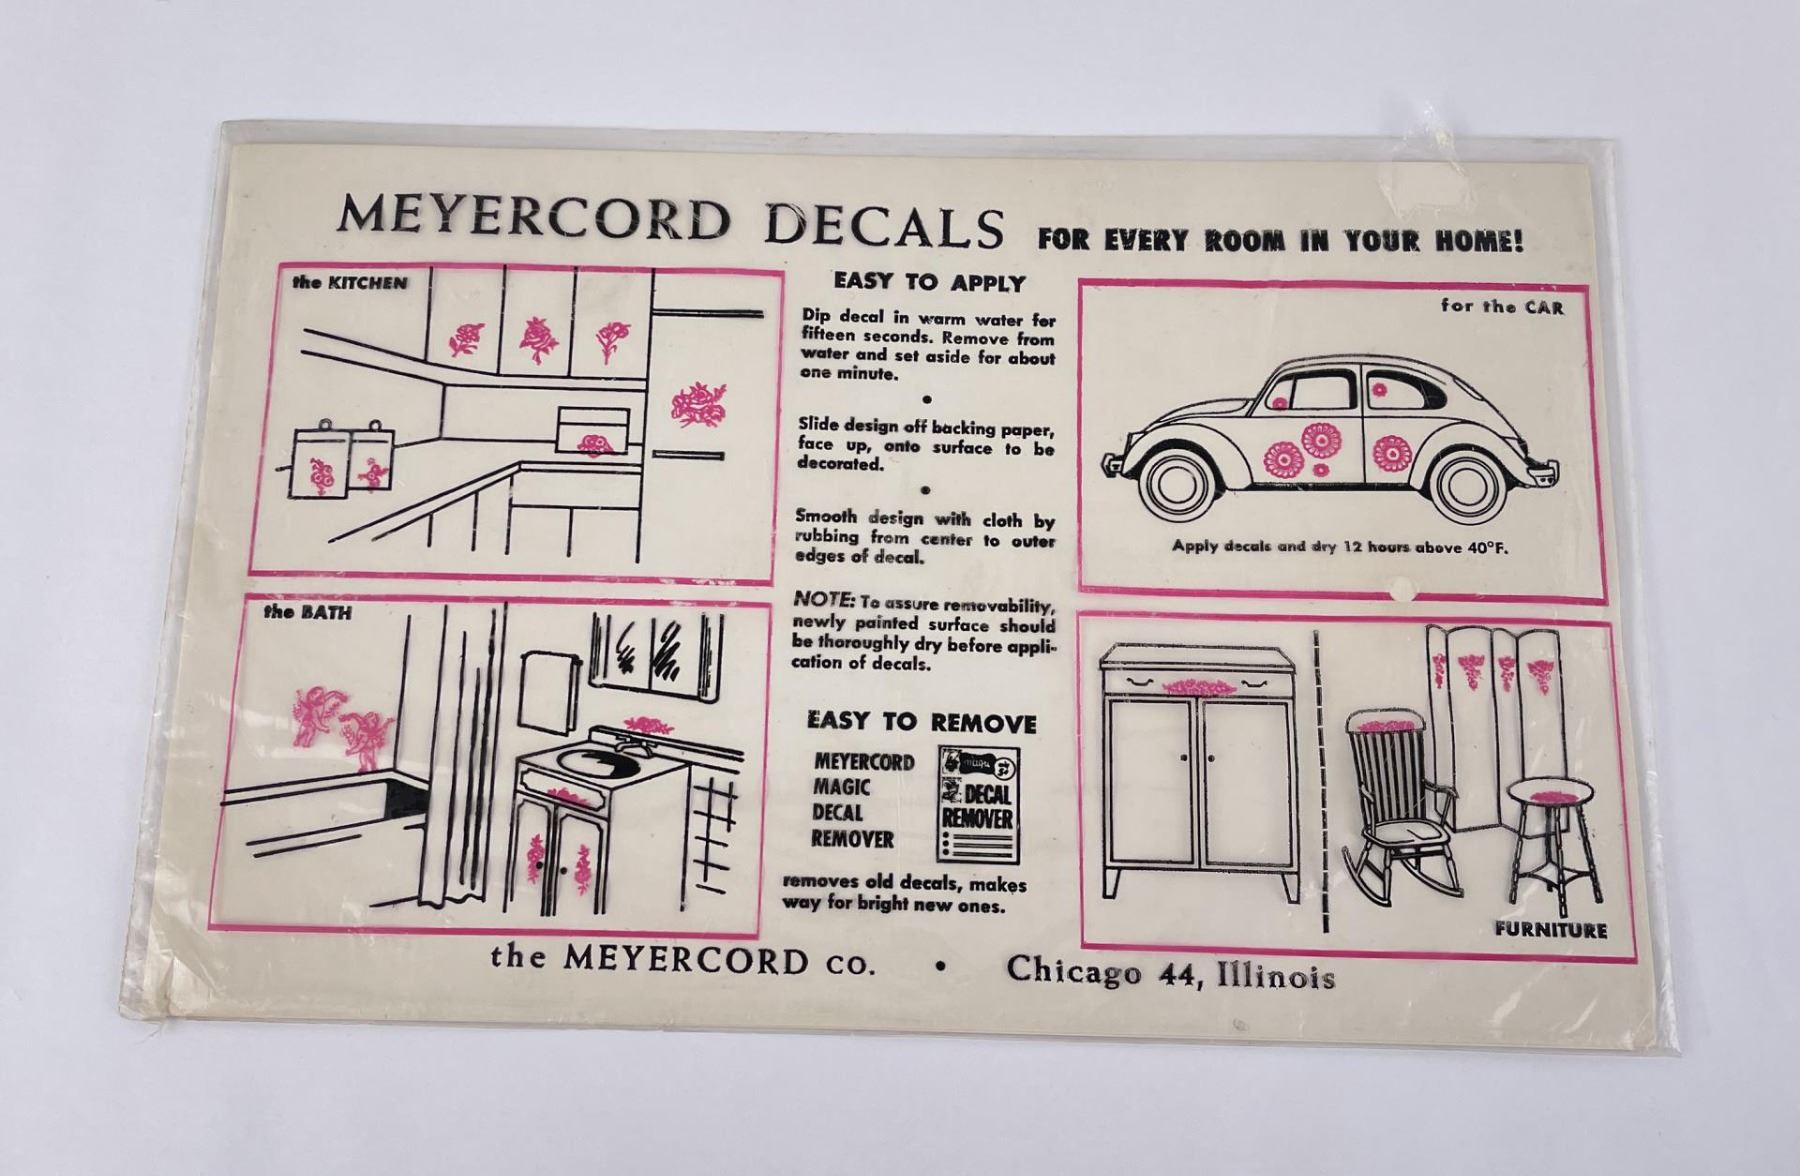 MEYERCORD DECALS FOR EVERY ROOM IN YOUR HOME!
the KITCHEN
EASY TO APPLY
Dip decal in warm water for
fifteen seconds. Remove from
water and set aside for about
one minute.
•
Slide design off backing paper,
face up, onto surface to be
decorated.
•
Smooth design with cloth by
rubbing from center to outer
edges of decal.
NOTE: To assure removability,
newly painted surface should
be thoroughly dry before appli-
cation of decals.
EASY TO REMOVE
MEYERCORD
MAGIC
DECAL
REMOVER
DECAL
REMOVER
removes old decals, makes
way for bright new ones.
for the CAR
Apply decals and dry 12 hours above 40°F.
the BATH
FURNITURE
the MEYERCORD CO. • Chicago 44, Illinois